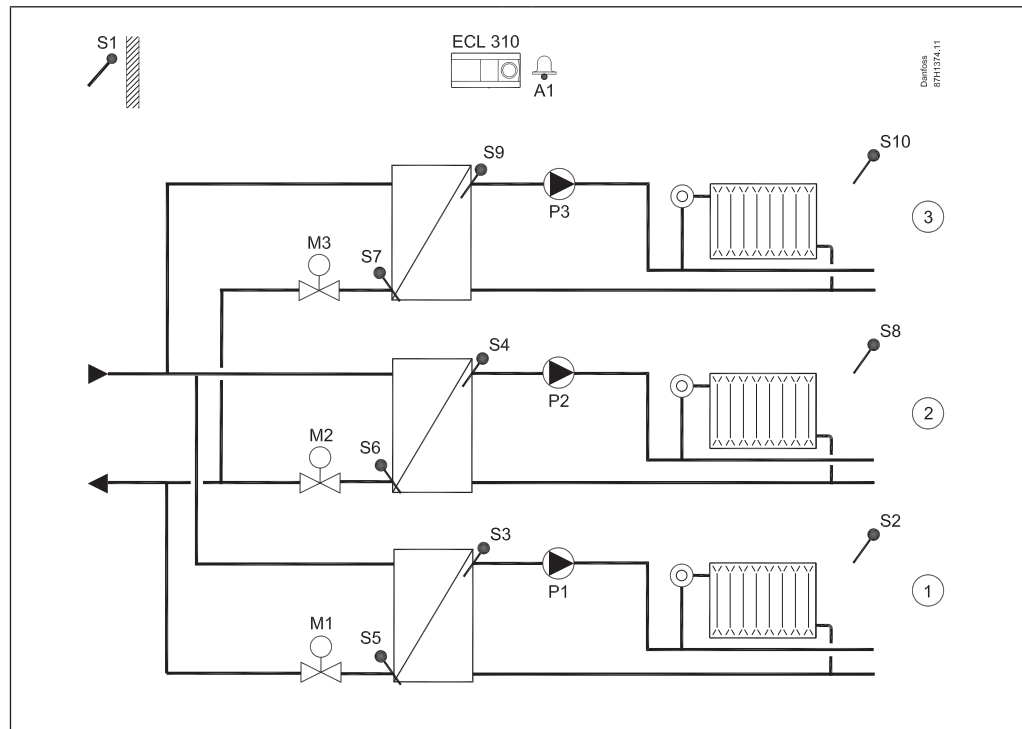 S1
ECL 310
A1
Danfoss
87H1374.11
S10
S9
P3
3
M3
S7
S8
S4
P2
2
M2
S6
S2
S3
P1
1
M1
S5